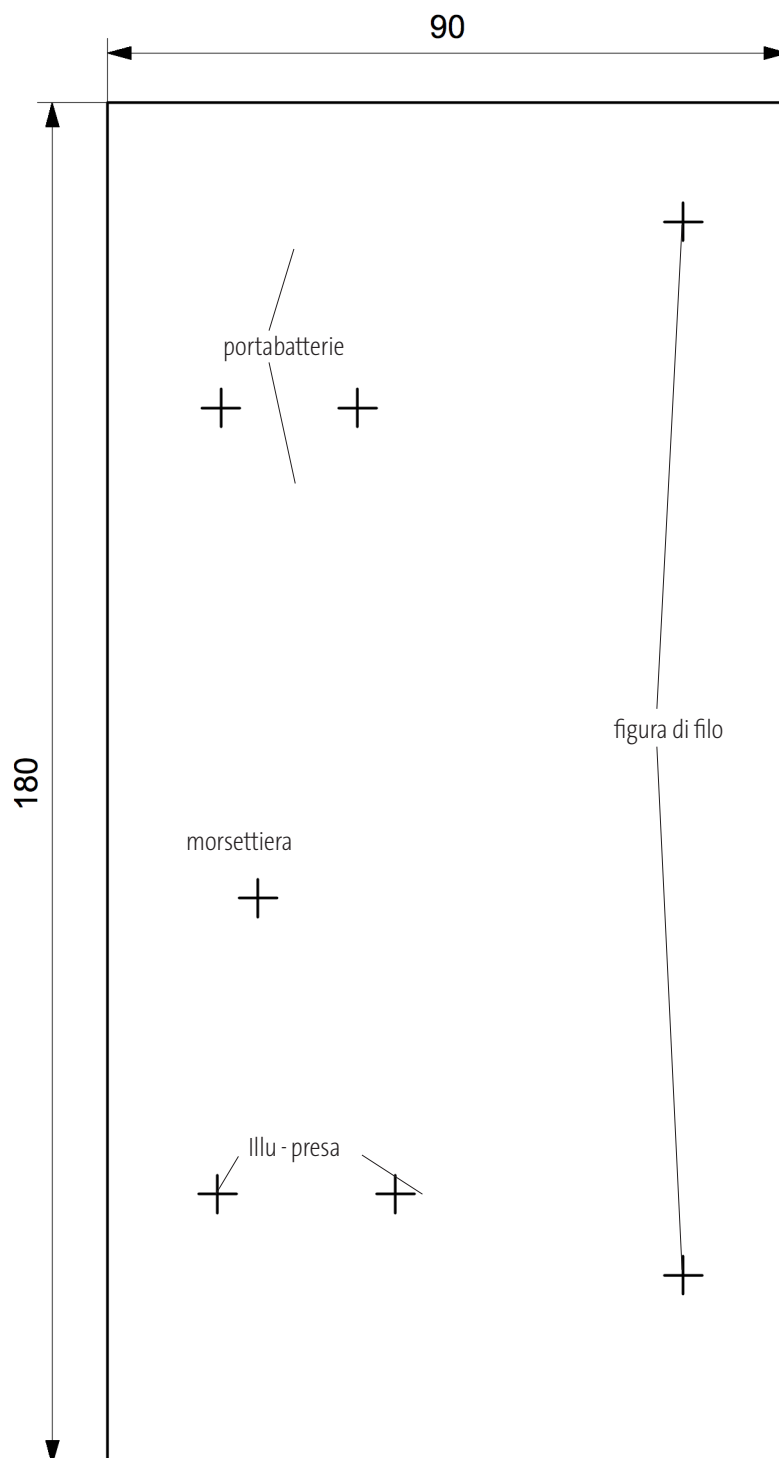 90
portabatterie
figura di filo
180
morsettiera
Illu - presa